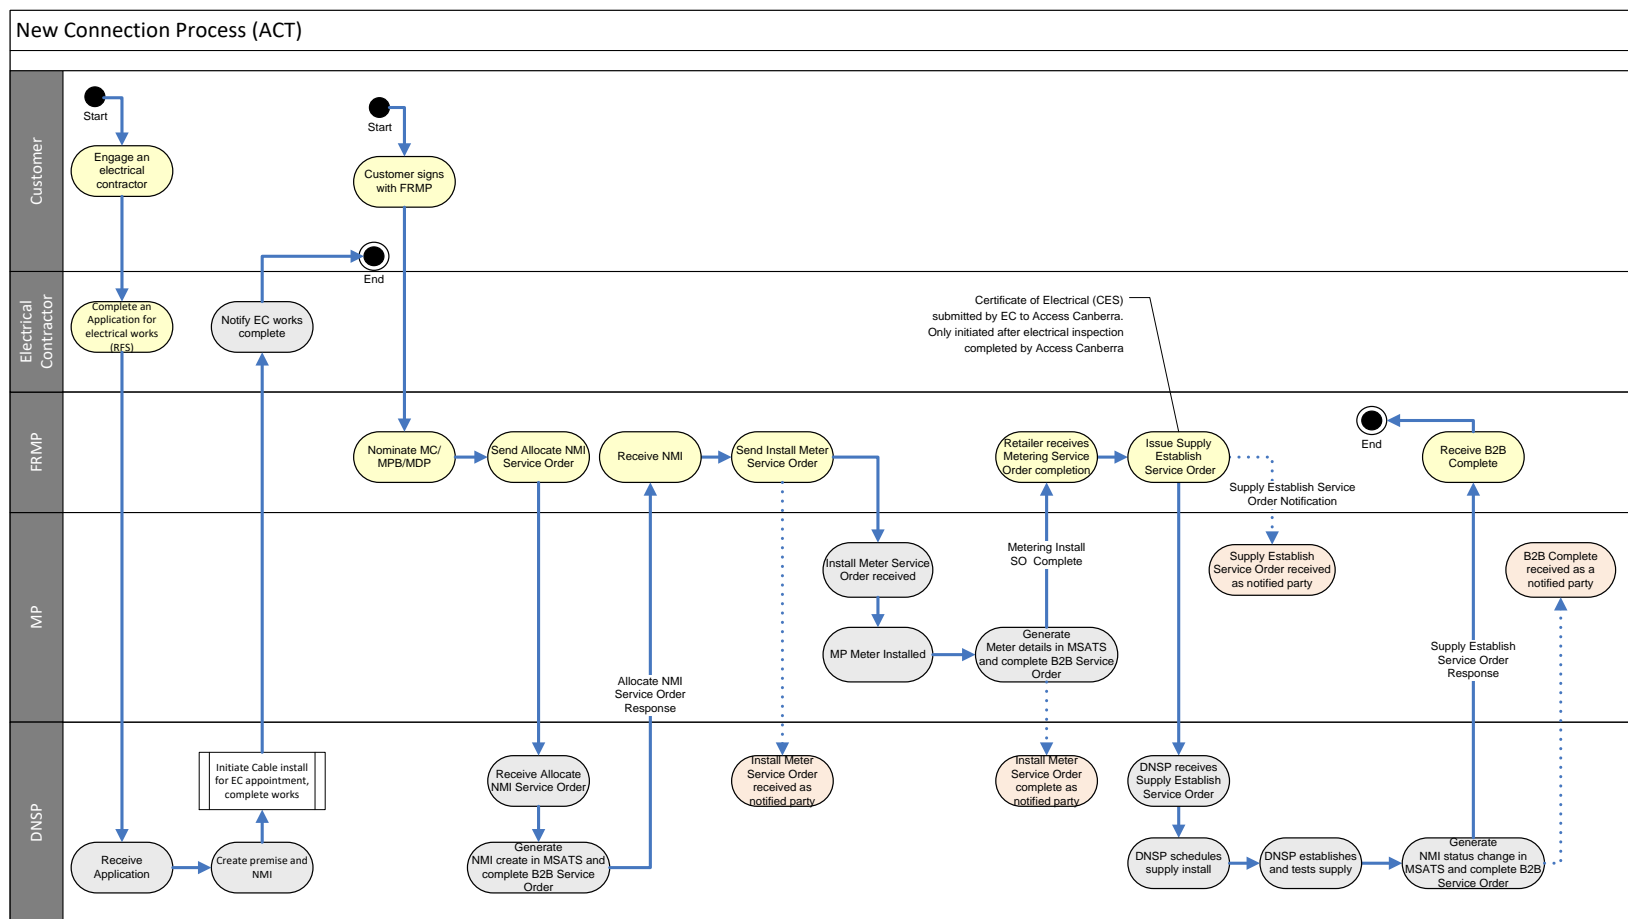 New Connection Process (ACT)
Customer
Start
Engage an
electrical
contractor
Start
Customer signs
with FRMP
End
Electrical
Contractor
Complete an
Application for
electrical works
(RFS)
Notify EC works
complete
Certificate of Electrical (CES)
submitted by EC to Access Canberra.
Only initiated after electrical inspection
completed by Access Canberra
FRMP
Nominate MC/
MPB/MDP
Send Allocate NMI
Service Order
Receive NMI
Send Install Meter
Service Order
Retailer receives
Metering Service
Order completion
Issue Supply
Establish
Service Order
Supply Establish Service
Order Notification
End
Receive B2B
Complete
MP
Allocate NMI
Service Order
Response
Install Meter Service
Order received
MP Meter Installed
Metering Install
SO  Complete
Generate
Meter details in MSATS
and complete B2B Service
Order
Supply Establish
Service Order received
as notified party
Supply Establish
Service Order
Response
B2B Complete
received as a
notified party
DNSP
Receive
Application
Create premise and
NMI
Initiate Cable install
for EC appointment,
complete works
Receive Allocate
NMI Service Order
Generate
NMI create in MSATS and
complete B2B Service
Order
Install Meter
Service Order
received as
notified party
Install Meter
Service Order
complete as
notified party
DNSP receives
Supply Establish
Service Order
DNSP schedules
supply install
DNSP establishes
and tests supply
Generate
NMI status change in
MSATS and complete B2B
Service Order